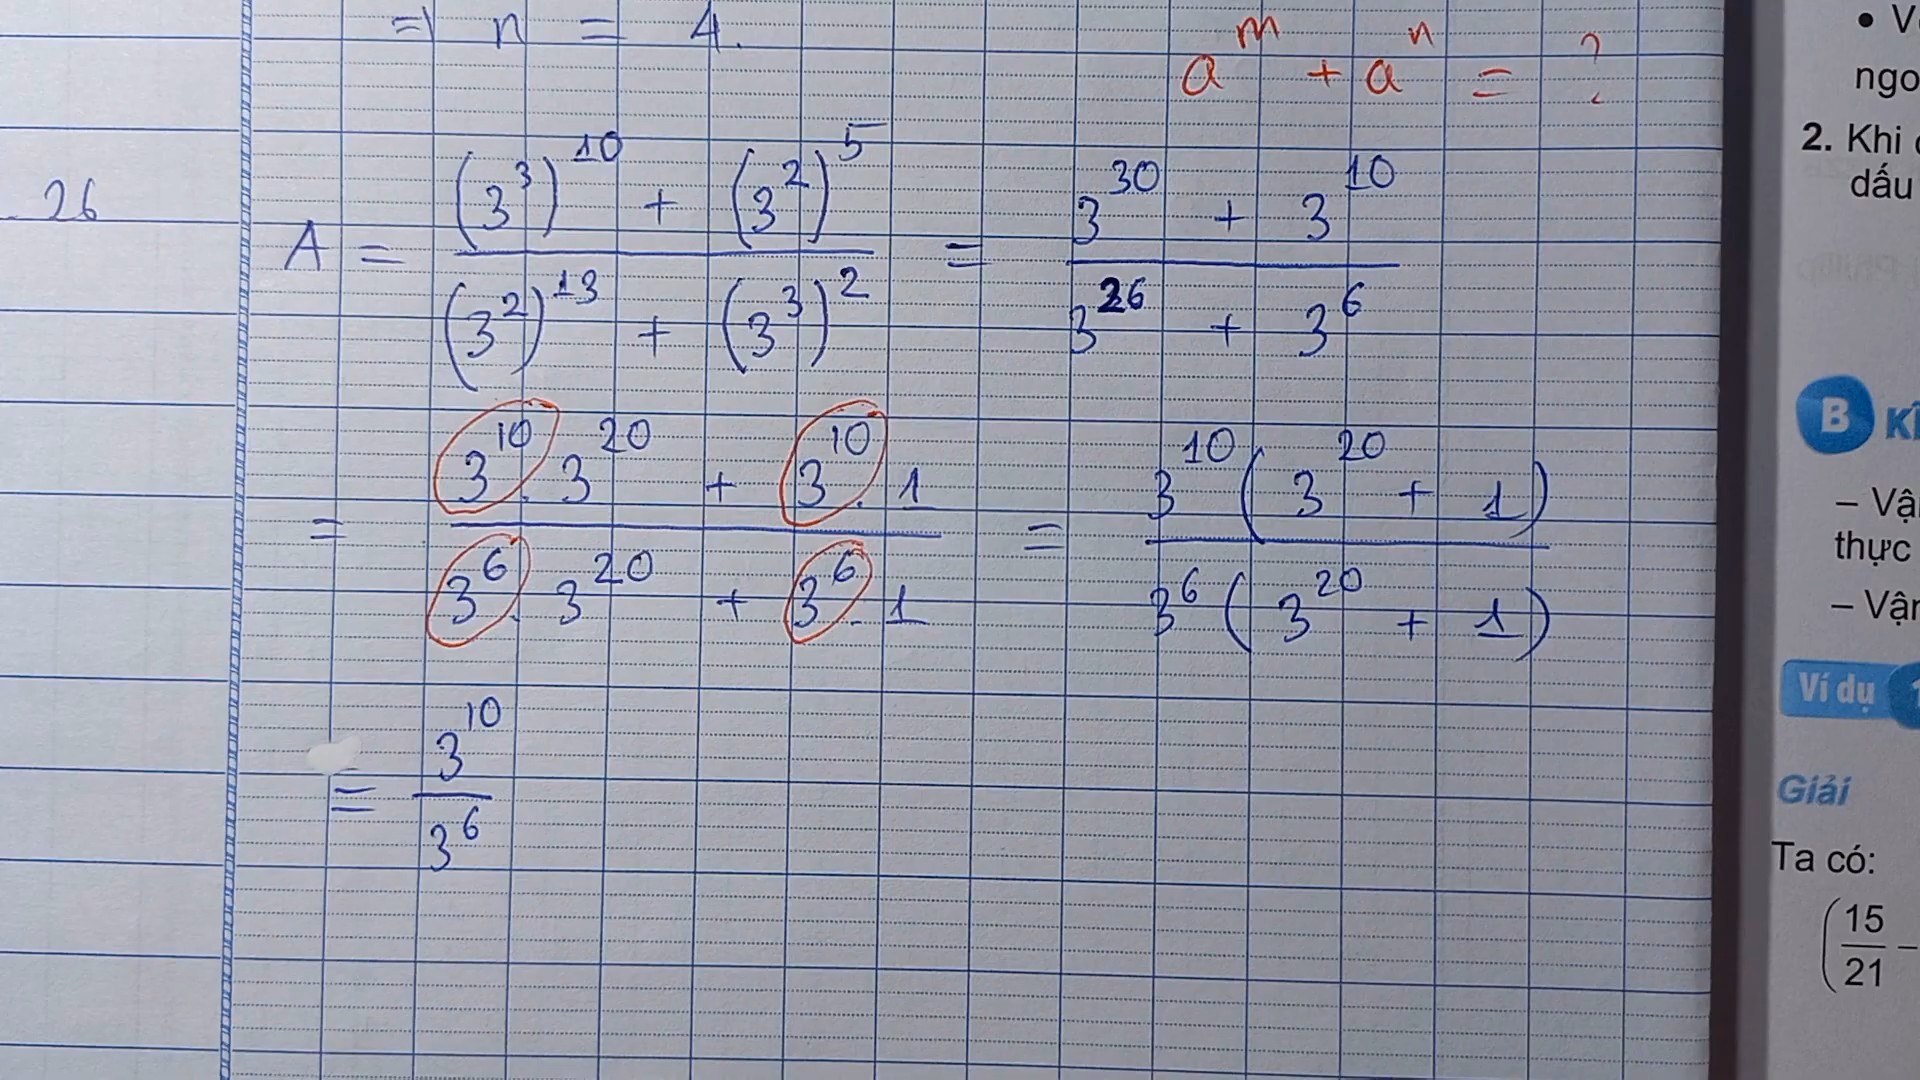 => n = 4.
a^m + a^n = ?
26
A = ((3^3)^10 + (3^2)^5) / ((3^2)^13 + (3^3)^2) = (3^30 + 3^10) / (3^26 + 3^6)
= (3^10 . 3^20 + 3^10 . 1) / (3^6 . 3^20 + 3^6 . 1) = 3^10 (3^20 + 1) / 3^6 (3^20 + 1)
= 3^10 / 3^6
ngo
2. Khi
dấu
B
– Vậ
thực
– Vận
Ví dụ 1
Giải
Ta có:
(15/21 –